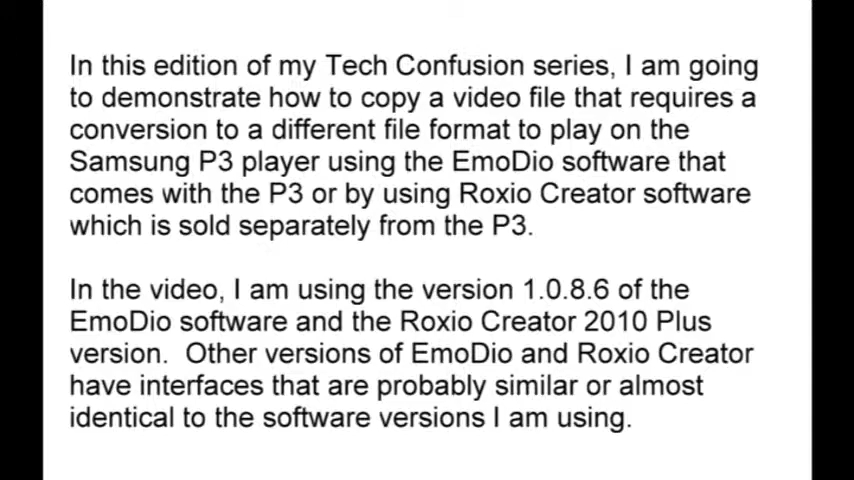 In this edition of my Tech Confusion series, I am going
to demonstrate how to copy a video file that requires a
conversion to a different file format to play on the
Samsung P3 player using the EmoDio software that
comes with the P3 or by using Roxio Creator software
which is sold separately from the P3.
In the video, I am using the version 1.0.8.6 of the
EmoDio software and the Roxio Creator 2010 Plus
version.  Other versions of EmoDio and Roxio Creator
have interfaces that are probably similar or almost
identical to the software versions I am using.